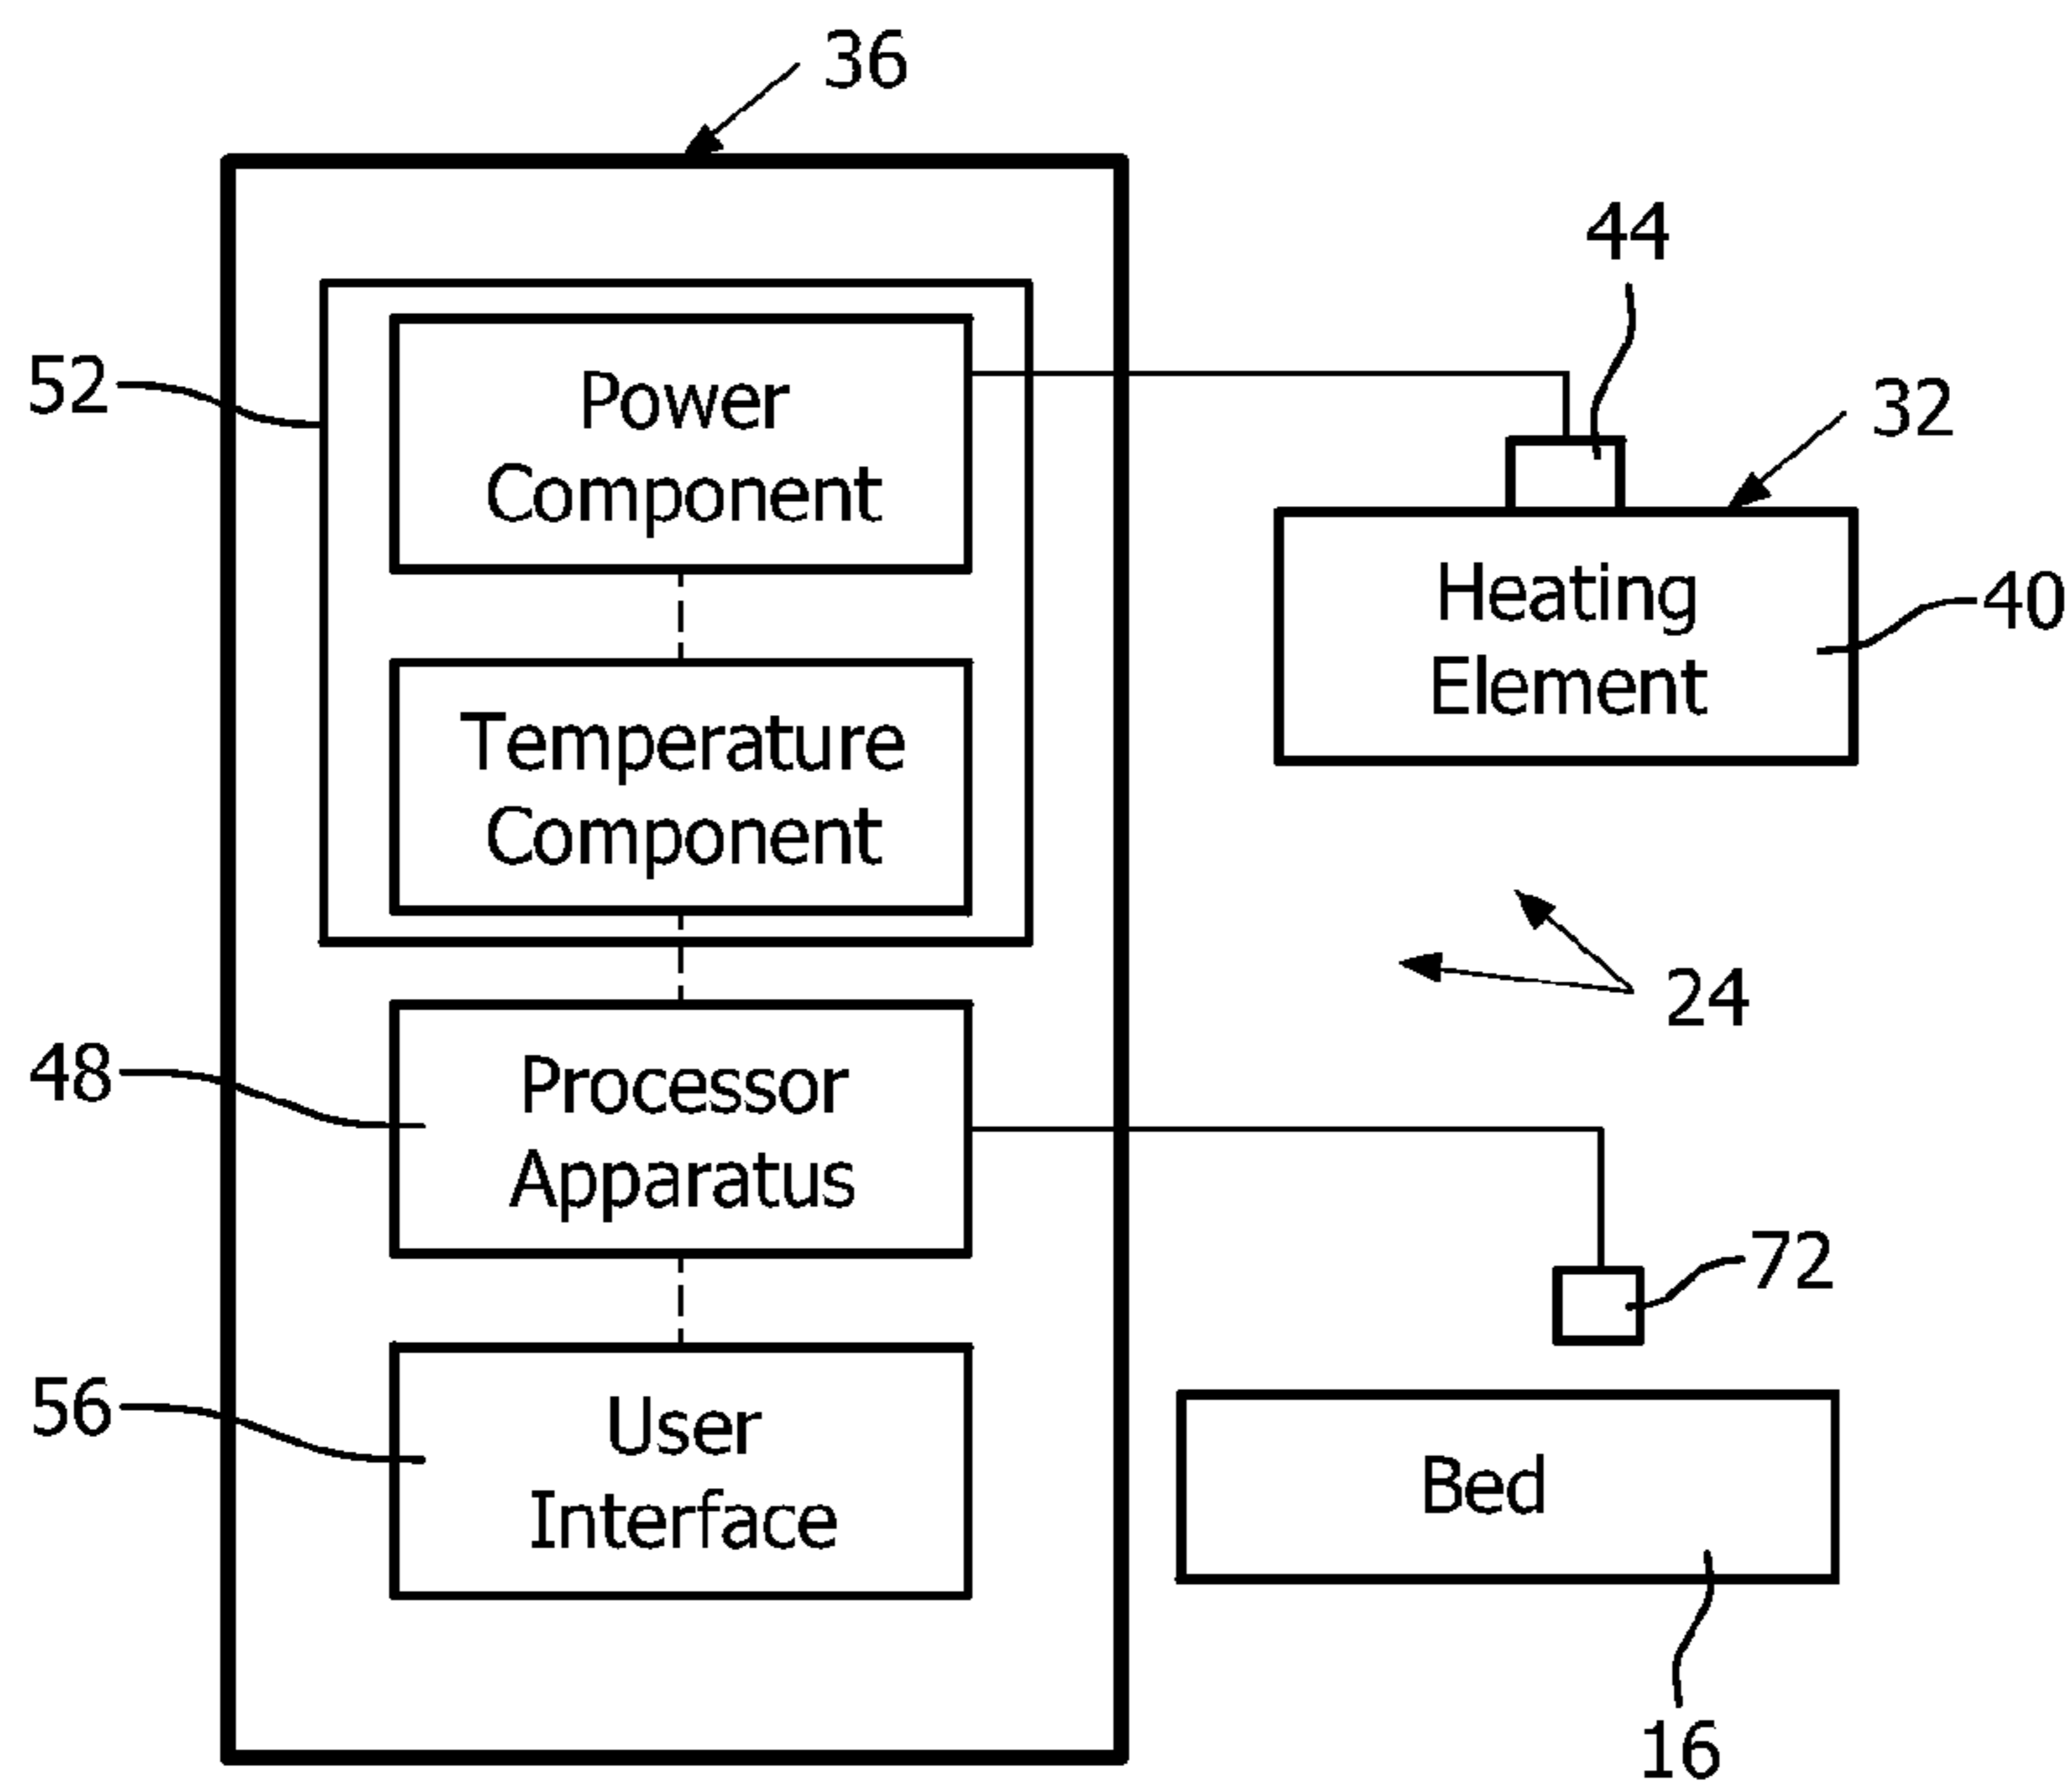 36
44
52
Power
Component
32
Heating
Element
40
Temperature
Component
24
48
Processor
Apparatus
72
56
User
Interface
Bed
16